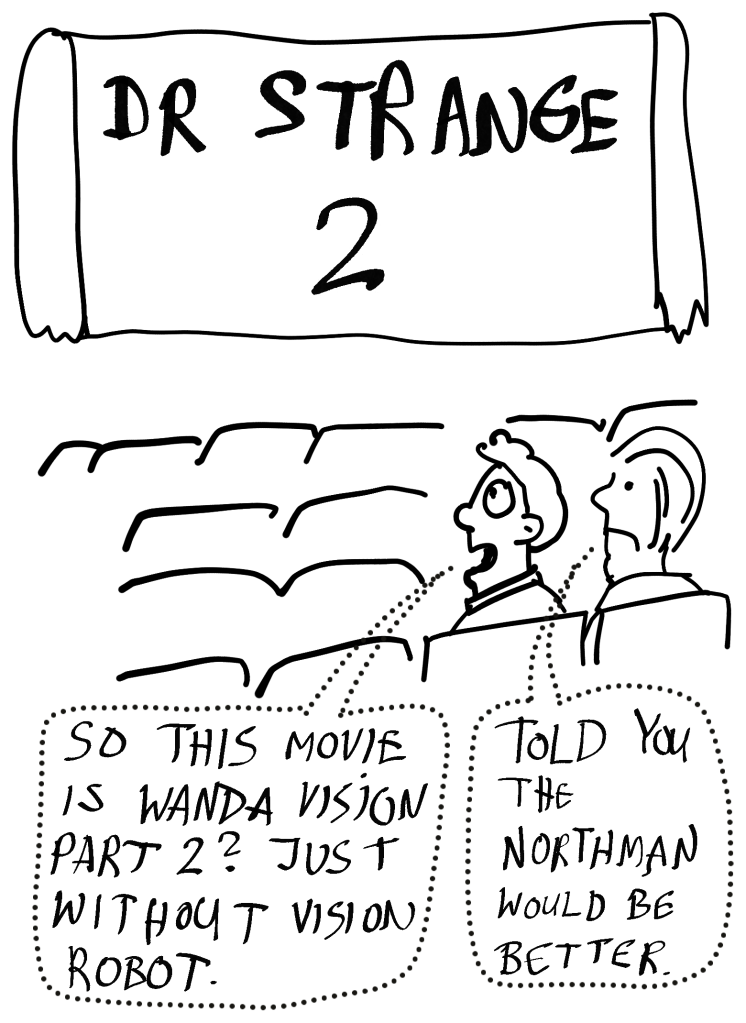 DR STRANGE
2
SO THIS MOVIE
IS WANDA VISION
PART 2? JUST
WITHOUT VISION
ROBOT.
TOLD YOU
THE
NORTHMAN
WOULD BE
BETTER.